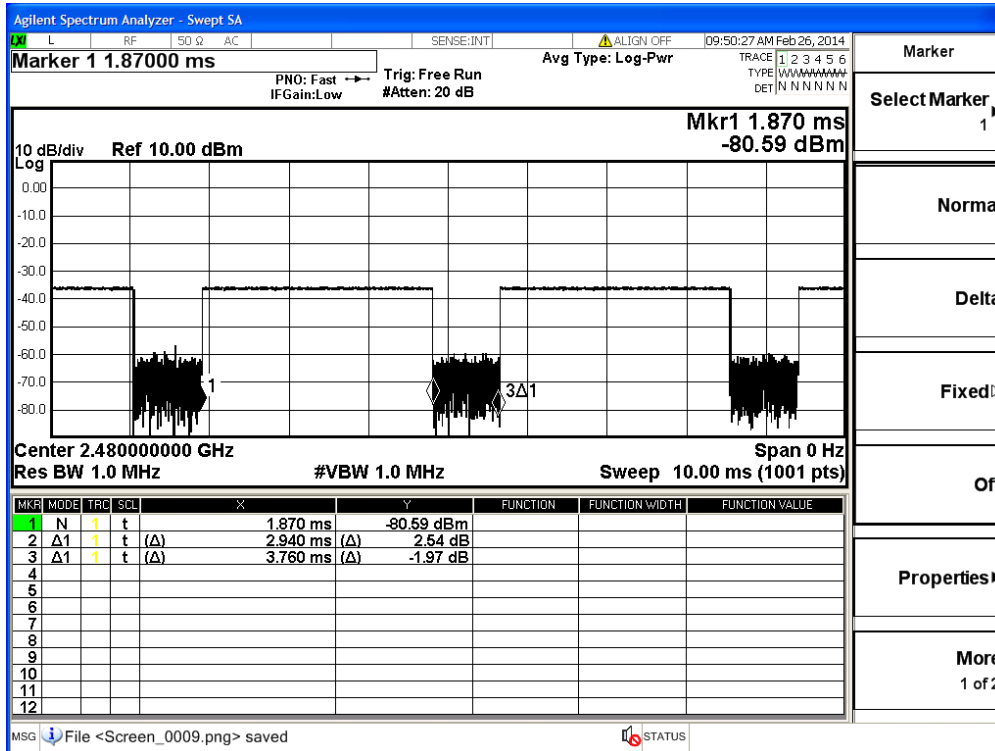 Agilent Spectrum Analyzer - Swept SA
LXI L RF 50 Ω AC SENSE:INT ALIGN OFF 09:50:27 AM Feb 26, 2014
Marker 1 1.87000 ms
PNO: Fast
IFGain:Low
Trig: Free Run
#Atten: 20 dB
Avg Type: Log-Pwr
TRACE 1 2 3 4 5 6
TYPE
DET N N N N N N
Mkr1 1.870 ms
-80.59 dBm
10 dB/div Ref 10.00 dBm
Log
0.00
-10.0
-20.0
-30.0
-40.0
-50.0
-60.0
-70.0
-80.0
1
3Δ1
Center 2.480000000 GHz Span 0 Hz
Res BW 1.0 MHz #VBW 1.0 MHz Sweep 10.00 ms (1001 pts)
MKR MODE TRC SCL X Y FUNCTION FUNCTION WIDTH FUNCTION VALUE
1 N 1 t 1.870 ms -80.59 dBm
2 Δ1 1 t (Δ) 2.940 ms (Δ) 2.54 dB
3 Δ1 1 t (Δ) 3.760 ms (Δ) -1.97 dB
4
5
6
7
8
9
10
11
12
MSG File <Screen_0009.png> saved STATUS
Marker
Select Marker
1
Norma
Delta
Fixed
Of
Properties
More
1 of 2